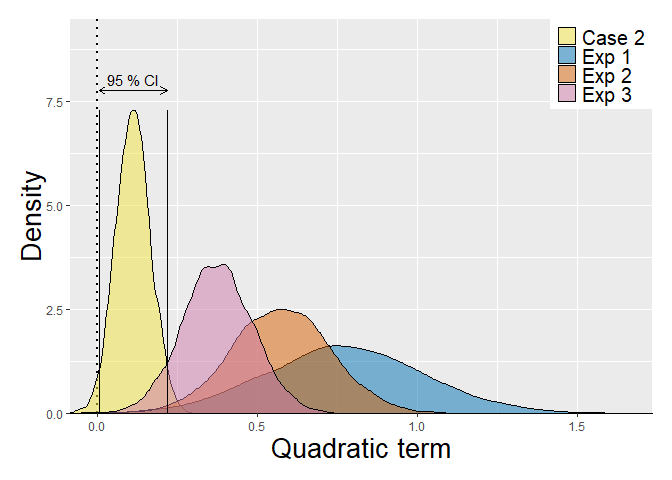 Case 2
Exp 1
Exp 2
Exp 3
95 % CI
Density
7.5
5.0
2.5
0.0
0.0 0.5 1.0 1.5
Quadratic term